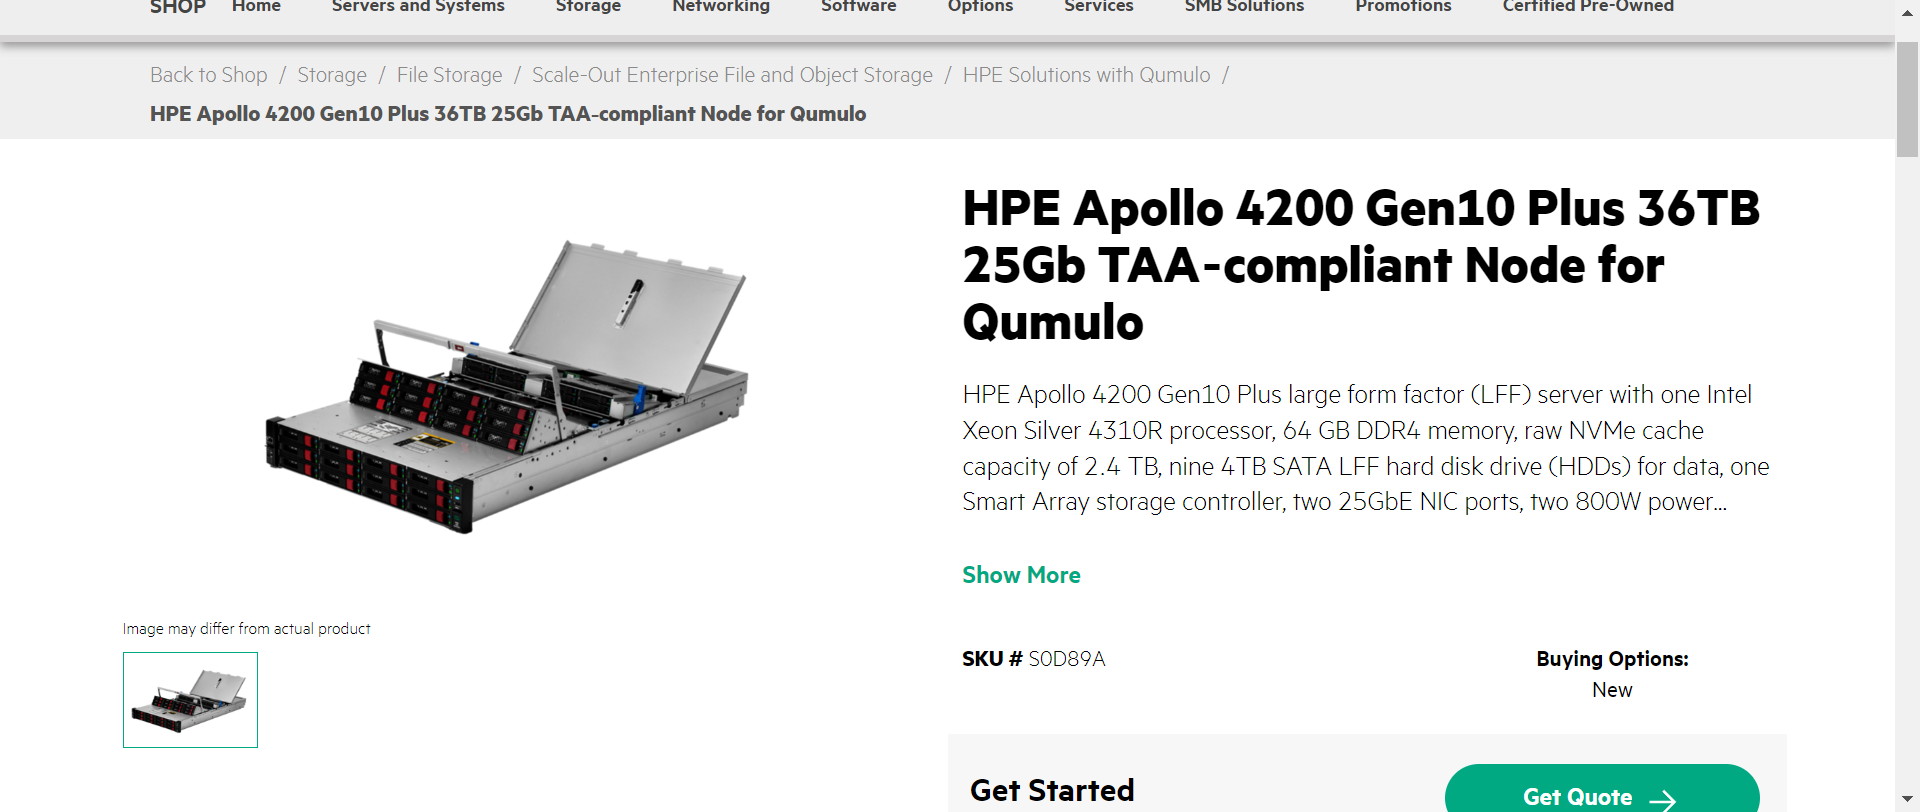 SHOP Home Servers and Systems Storage Networking Software Options Services SMB Solutions Promotions Certified Pre-Owned
Back to Shop / Storage / File Storage / Scale-Out Enterprise File and Object Storage / HPE Solutions with Qumulo /
HPE Apollo 4200 Gen10 Plus 36TB 25Gb TAA-compliant Node for Qumulo
HPE Apollo 4200 Gen10 Plus 36TB
25Gb TAA-compliant Node for
Qumulo
HPE Apollo 4200 Gen10 Plus large form factor (LFF) server with one Intel
Xeon Silver 4310R processor, 64 GB DDR4 memory, raw NVMe cache
capacity of 2.4 TB, nine 4TB SATA LFF hard disk drive (HDDs) for data, one
Smart Array storage controller, two 25GbE NIC ports, two 800W power...
Show More
Image may differ from actual product
SKU # S0D89A
Buying Options:
New
Get Started
Get Quote